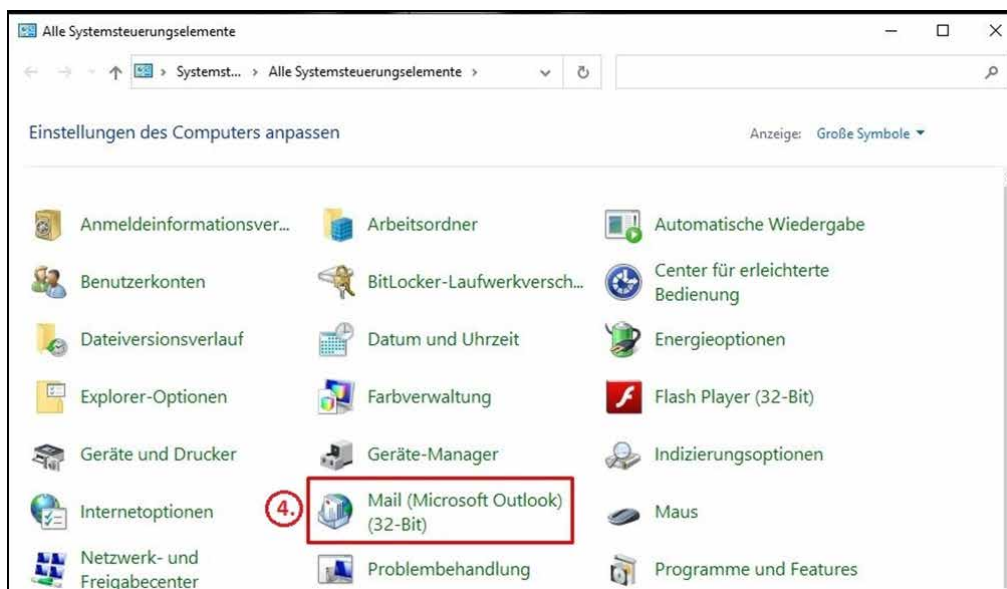 Alle Systemsteuerungselemente
Systemst... > Alle Systemsteuerungselemente >
Einstellungen des Computers anpassen
Anzeige: Große Symbole
Anmeldeinformationsver...
Arbeitsordner
Automatische Wiedergabe
Benutzerkonten
BitLocker-Laufwerkversch...
Center für erleichterte
Bedienung
Dateiversionsverlauf
Datum und Uhrzeit
Energieoptionen
Explorer-Optionen
Farbverwaltung
Flash Player (32-Bit)
Geräte und Drucker
Geräte-Manager
Indizierungsoptionen
Internetoptionen
4.
Mail (Microsoft Outlook)
(32-Bit)
Maus
Netzwerk- und
Freigabecenter
Problembehandlung
Programme und Features